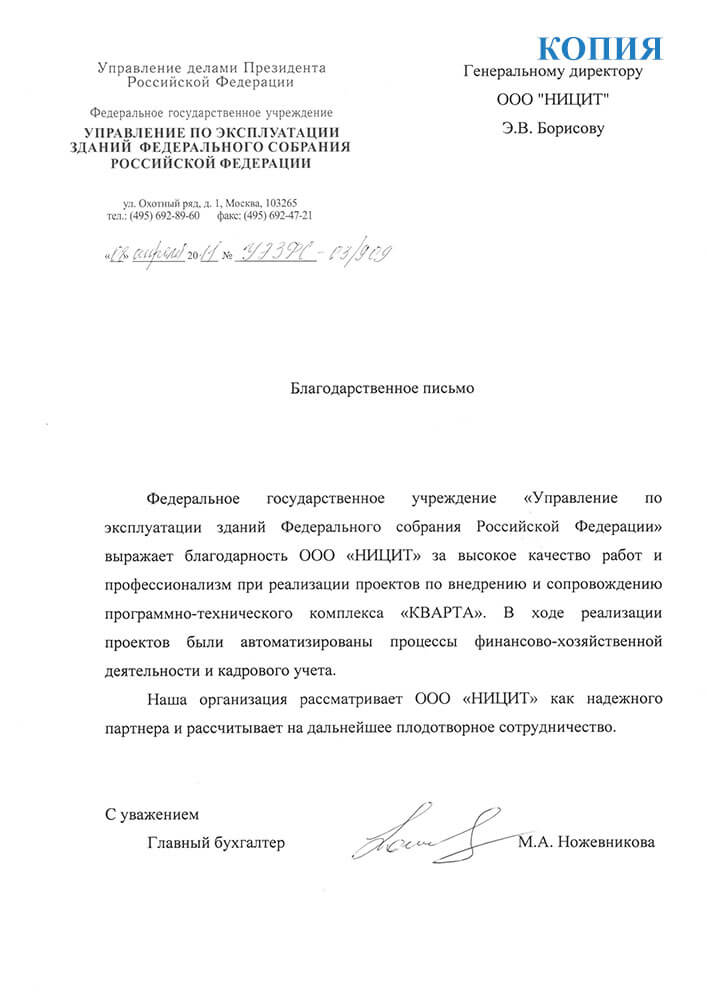 КОПИЯ
Управление делами Президента
Российской Федерации
Федеральное государственное учреждение
УПРАВЛЕНИЕ ПО ЭКСПЛУАТАЦИИ
ЗДАНИЙ ФЕДЕРАЛЬНОГО СОБРАНИЯ
РОССИЙСКОЙ ФЕДЕРАЦИИ
ул. Охотный ряд, д. 1, Москва, 103265
тел.: (495) 692-89-60 факс: (495) 692-47-21
апреля 20 11 № УЭЗФС - 03/909
Генеральному директору
ООО "НИЦИТ"
Э.В. Борисову
Благодарственное письмо
Федеральное государственное учреждение «Управление по
эксплуатации зданий Федерального собрания Российской Федерации»
выражает благодарность ООО «НИЦИТ» за высокое качество работ и
профессионализм при реализации проектов по внедрению и сопровождению
программно-технического комплекса «КВАРТА». В ходе реализации
проектов были автоматизированы процессы финансово-хозяйственной
деятельности и кадрового учета.
Наша организация рассматривает ООО «НИЦИТ» как надежного
партнера и рассчитывает на дальнейшее плодотворное сотрудничество.
С уважением
Главный бухгалтер М.А. Ножевникова